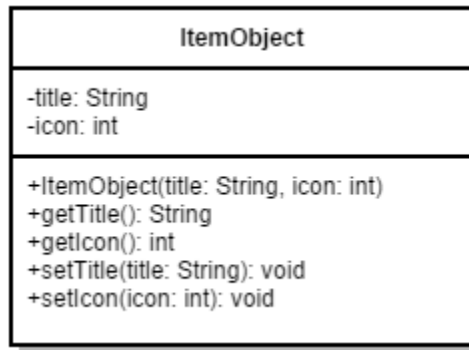 ItemObject
-title: String
-icon: int
+ItemObject(title: String, icon: int)
+getTitle(): String
+getIcon(): int
+setTitle(title: String): void
+setIcon(icon: int): void